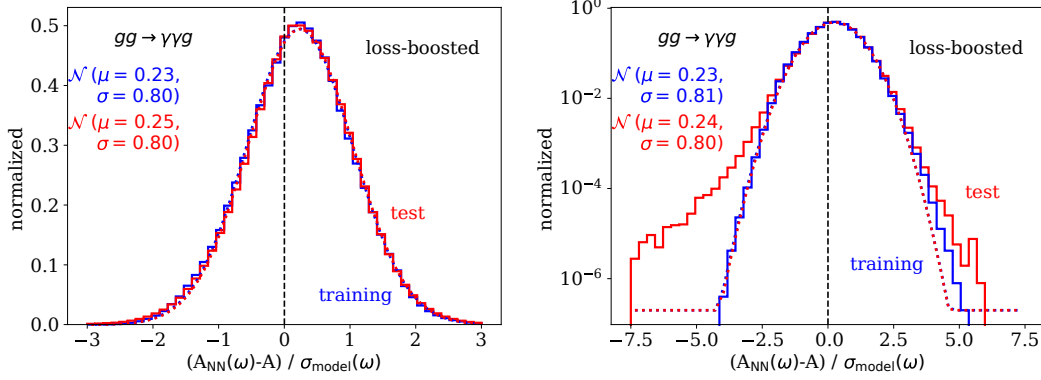 gg → γγg
loss-boosted
𝒩 (μ = 0.23,
σ = 0.80)
𝒩 (μ = 0.25,
σ = 0.80)
test
training
normalized
0.0
0.1
0.2
0.3
0.4
0.5
−3 −2 −1 0 1 2 3
(A_NN(ω)-A) / σ_model(ω)
gg → γγg
loss-boosted
𝒩 (μ = 0.23,
σ = 0.81)
𝒩 (μ = 0.24,
σ = 0.80)
test
training
normalized
10^0
10^−2
10^−4
10^−6
−7.5 −5.0 −2.5 0.0 2.5 5.0 7.5
(A_NN(ω)-A) / σ_model(ω)